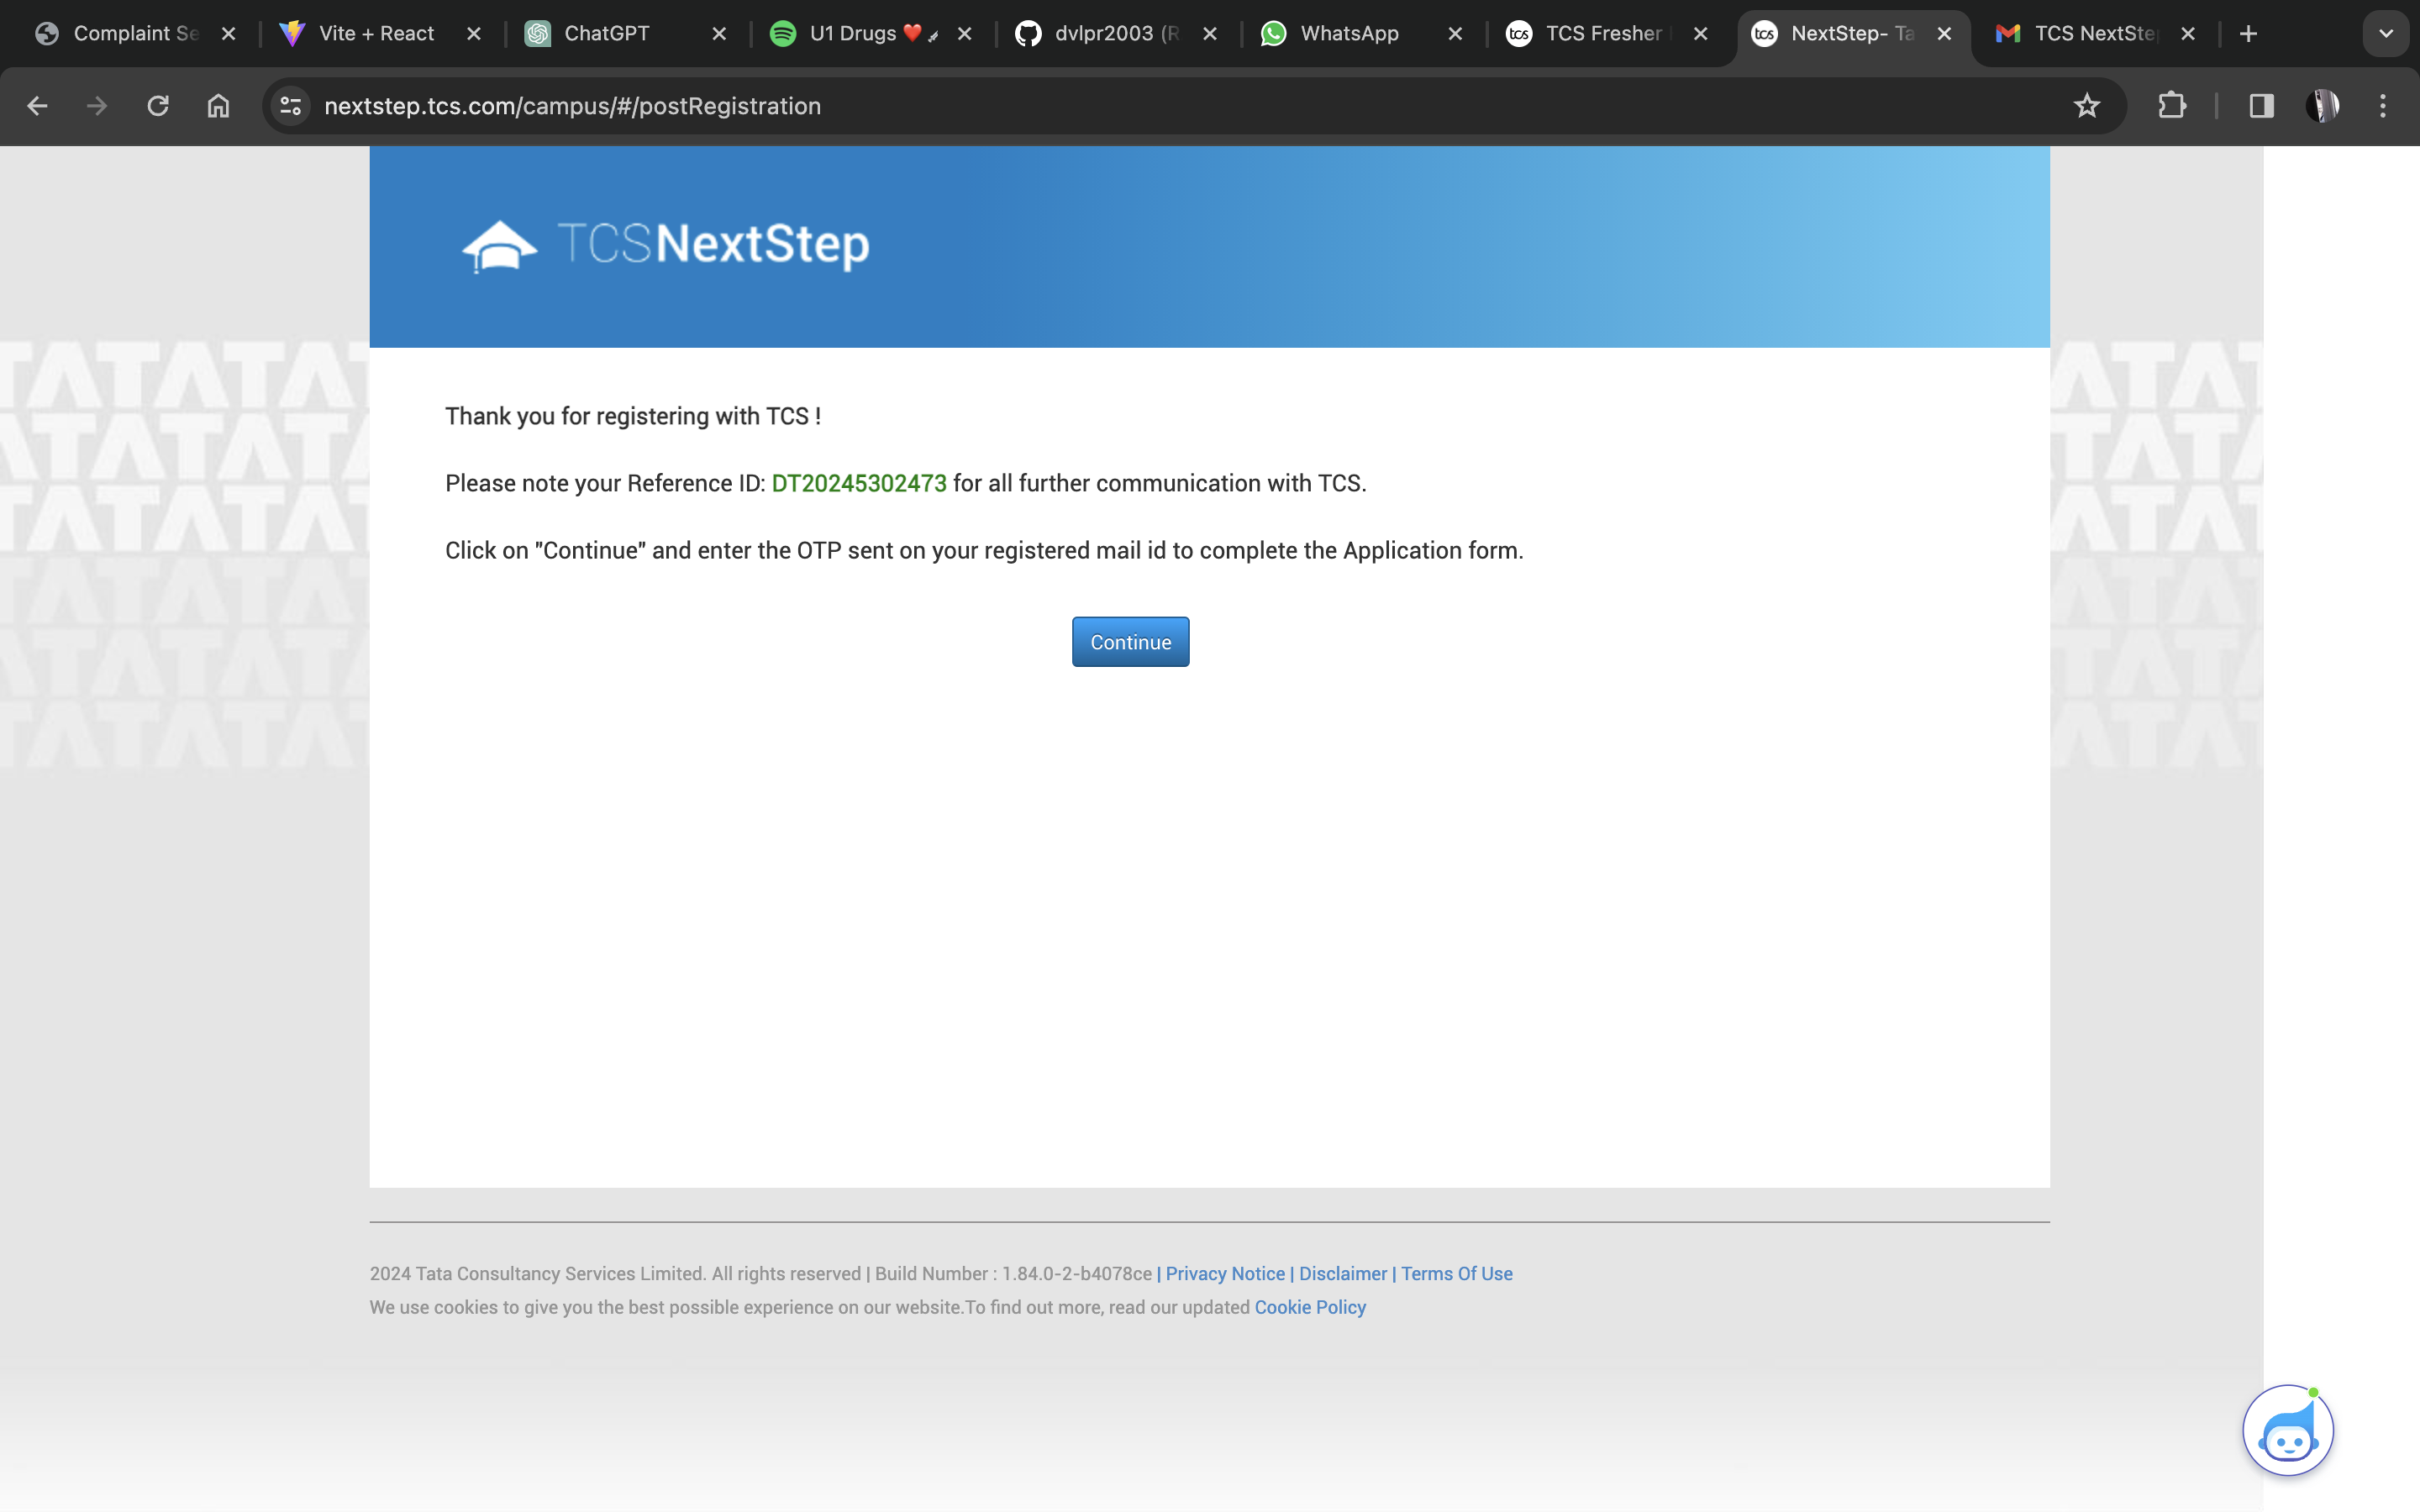 Complaint Se
Vite + React
ChatGPT
U1 Drugs ❤️
dvlpr2003 (R
WhatsApp
TCS Fresher
NextStep- Ta
TCS NextSte
nextstep.tcs.com/campus/#/postRegistration
TCSNextStep
Thank you for registering with TCS !
Please note your Reference ID: DT20245302473 for all further communication with TCS.
Click on "Continue" and enter the OTP sent on your registered mail id to complete the Application form.
Continue
2024 Tata Consultancy Services Limited. All rights reserved | Build Number : 1.84.0-2-b4078ce | Privacy Notice | Disclaimer | Terms Of Use
We use cookies to give you the best possible experience on our website.To find out more, read our updated Cookie Policy